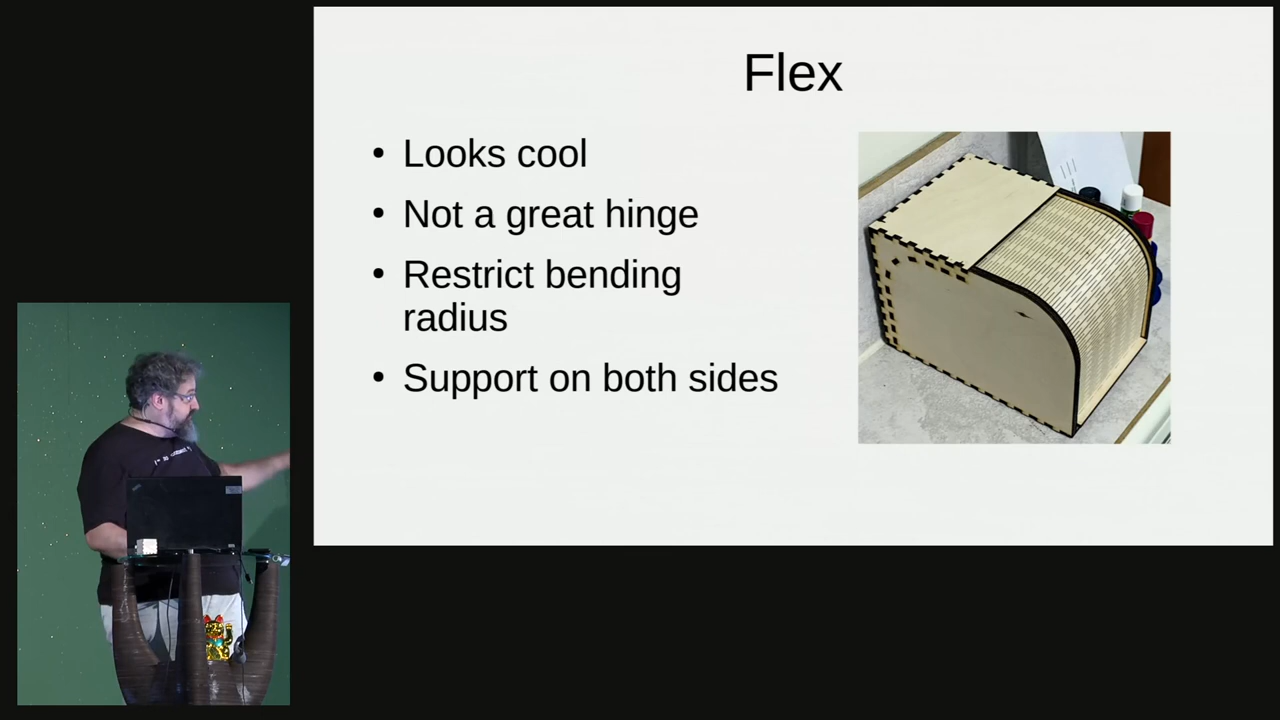 Flex
Looks cool
Not a great hinge
Restrict bending
radius
Support on both sides